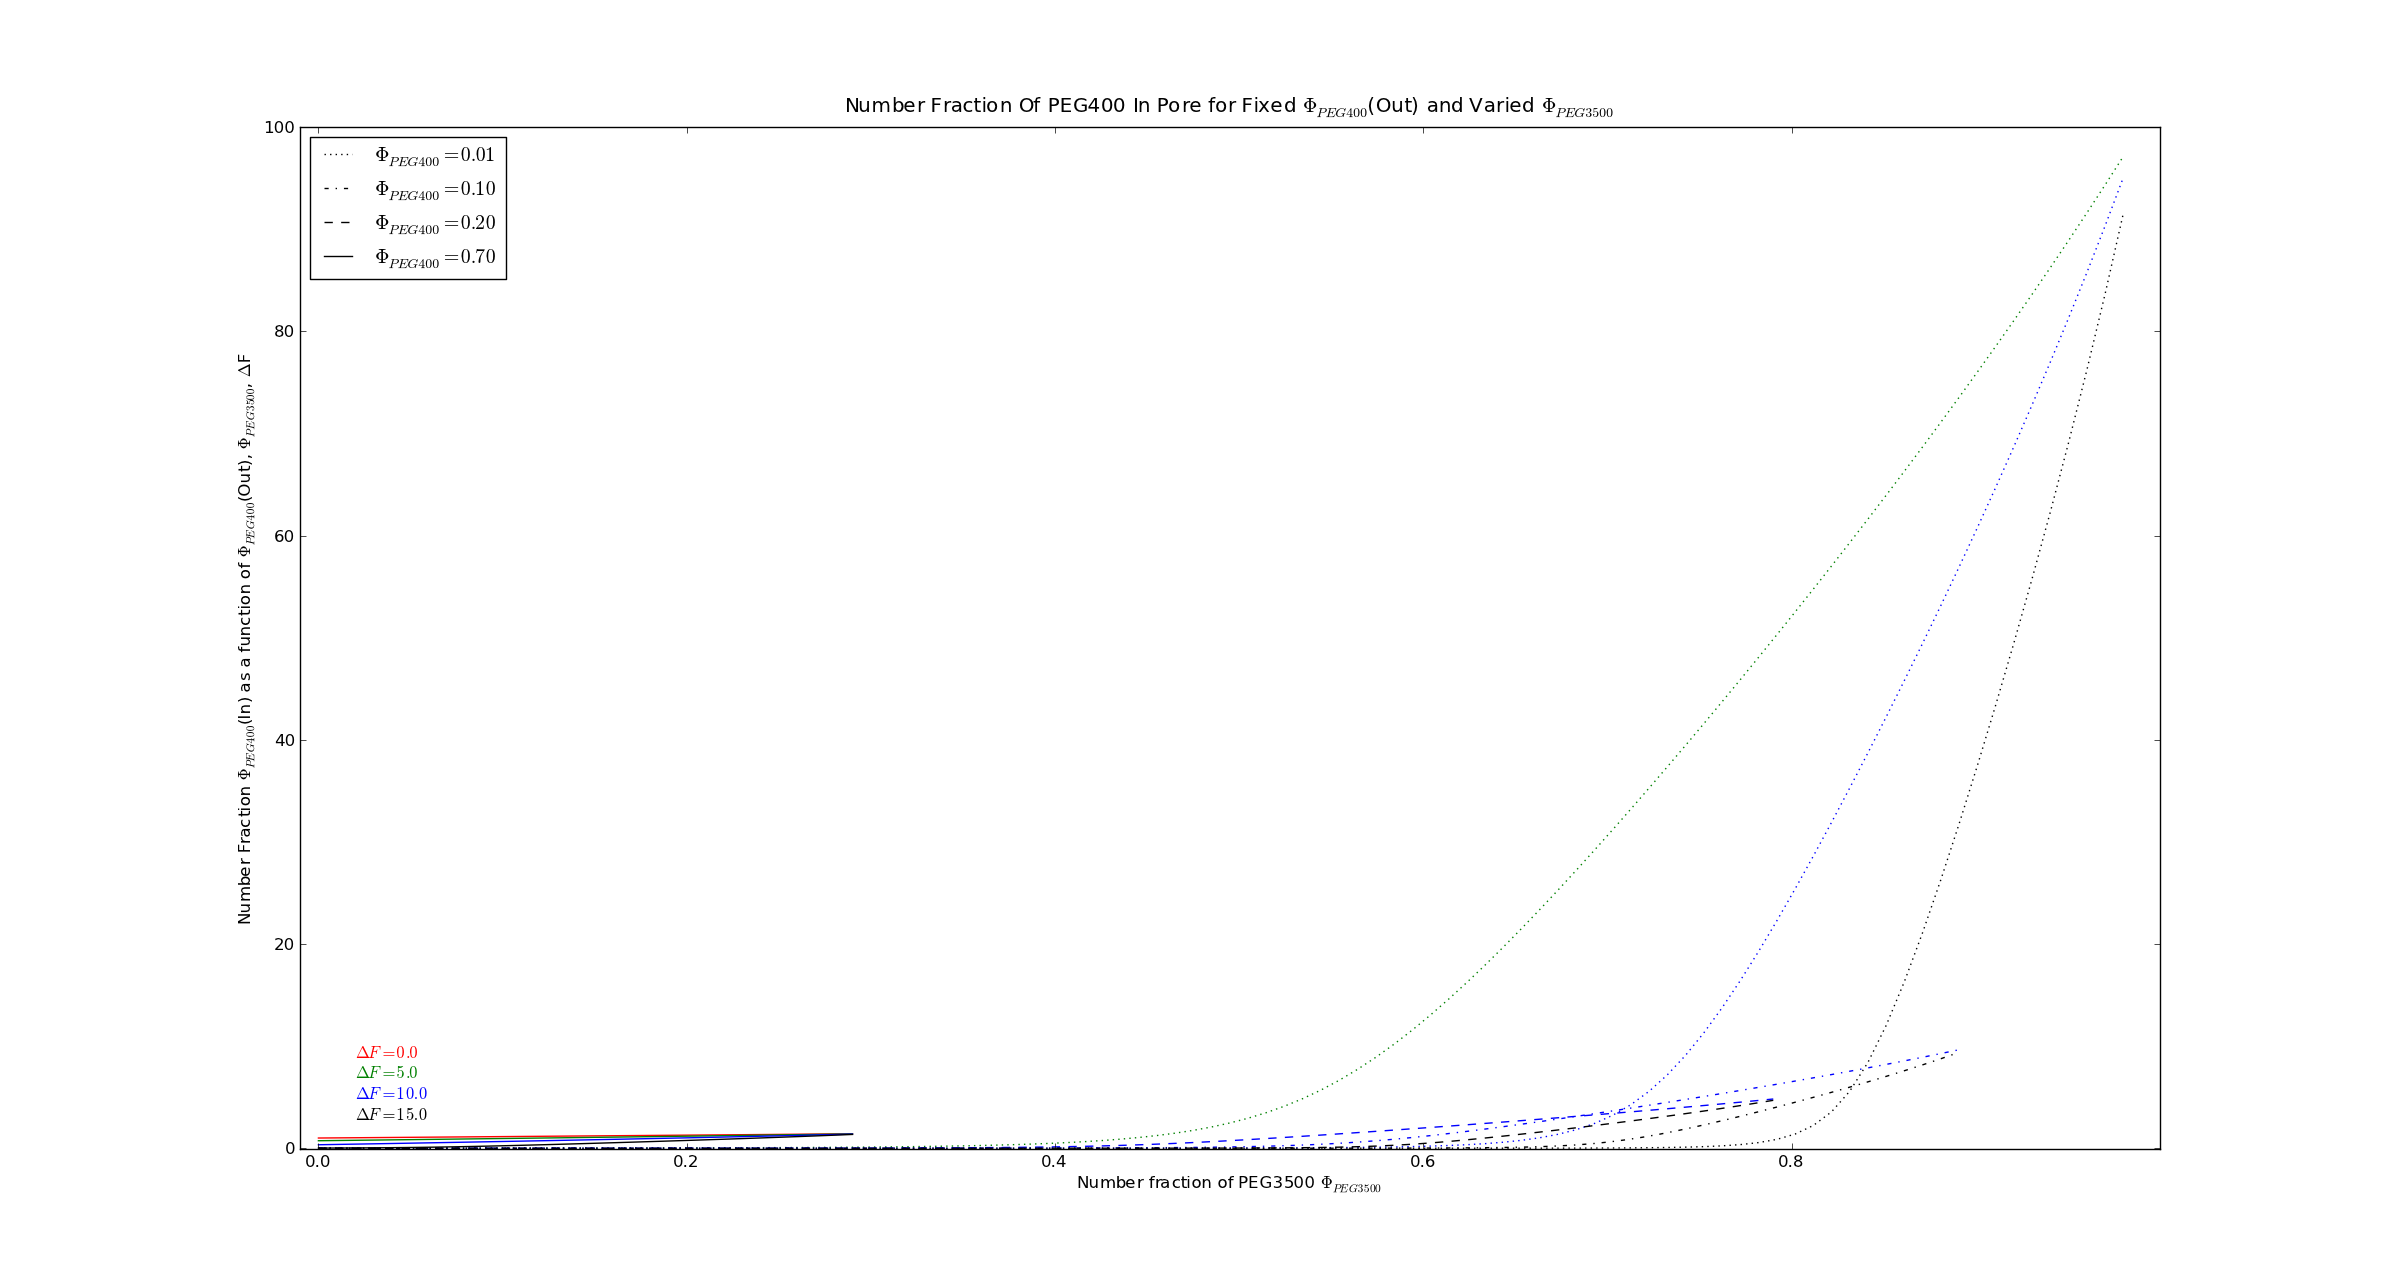 Number Fraction Of PEG400 In Pore for Fixed Φ_PEG400(Out) and Varied Φ_PEG3500
100
80
60
40
20
0
Φ_PEG400 = 0.01
Φ_PEG400 = 0.10
Φ_PEG400 = 0.20
Φ_PEG400 = 0.70
Number Fraction Φ_PEG400(In) as a function of Φ_PEG400(Out), Φ_PEG3500, ΔF
ΔF = 0.0
ΔF = 5.0
ΔF = 10.0
ΔF = 15.0
0.0 0.2 0.4 0.6 0.8
Number fraction of PEG3500 Φ_PEG3500